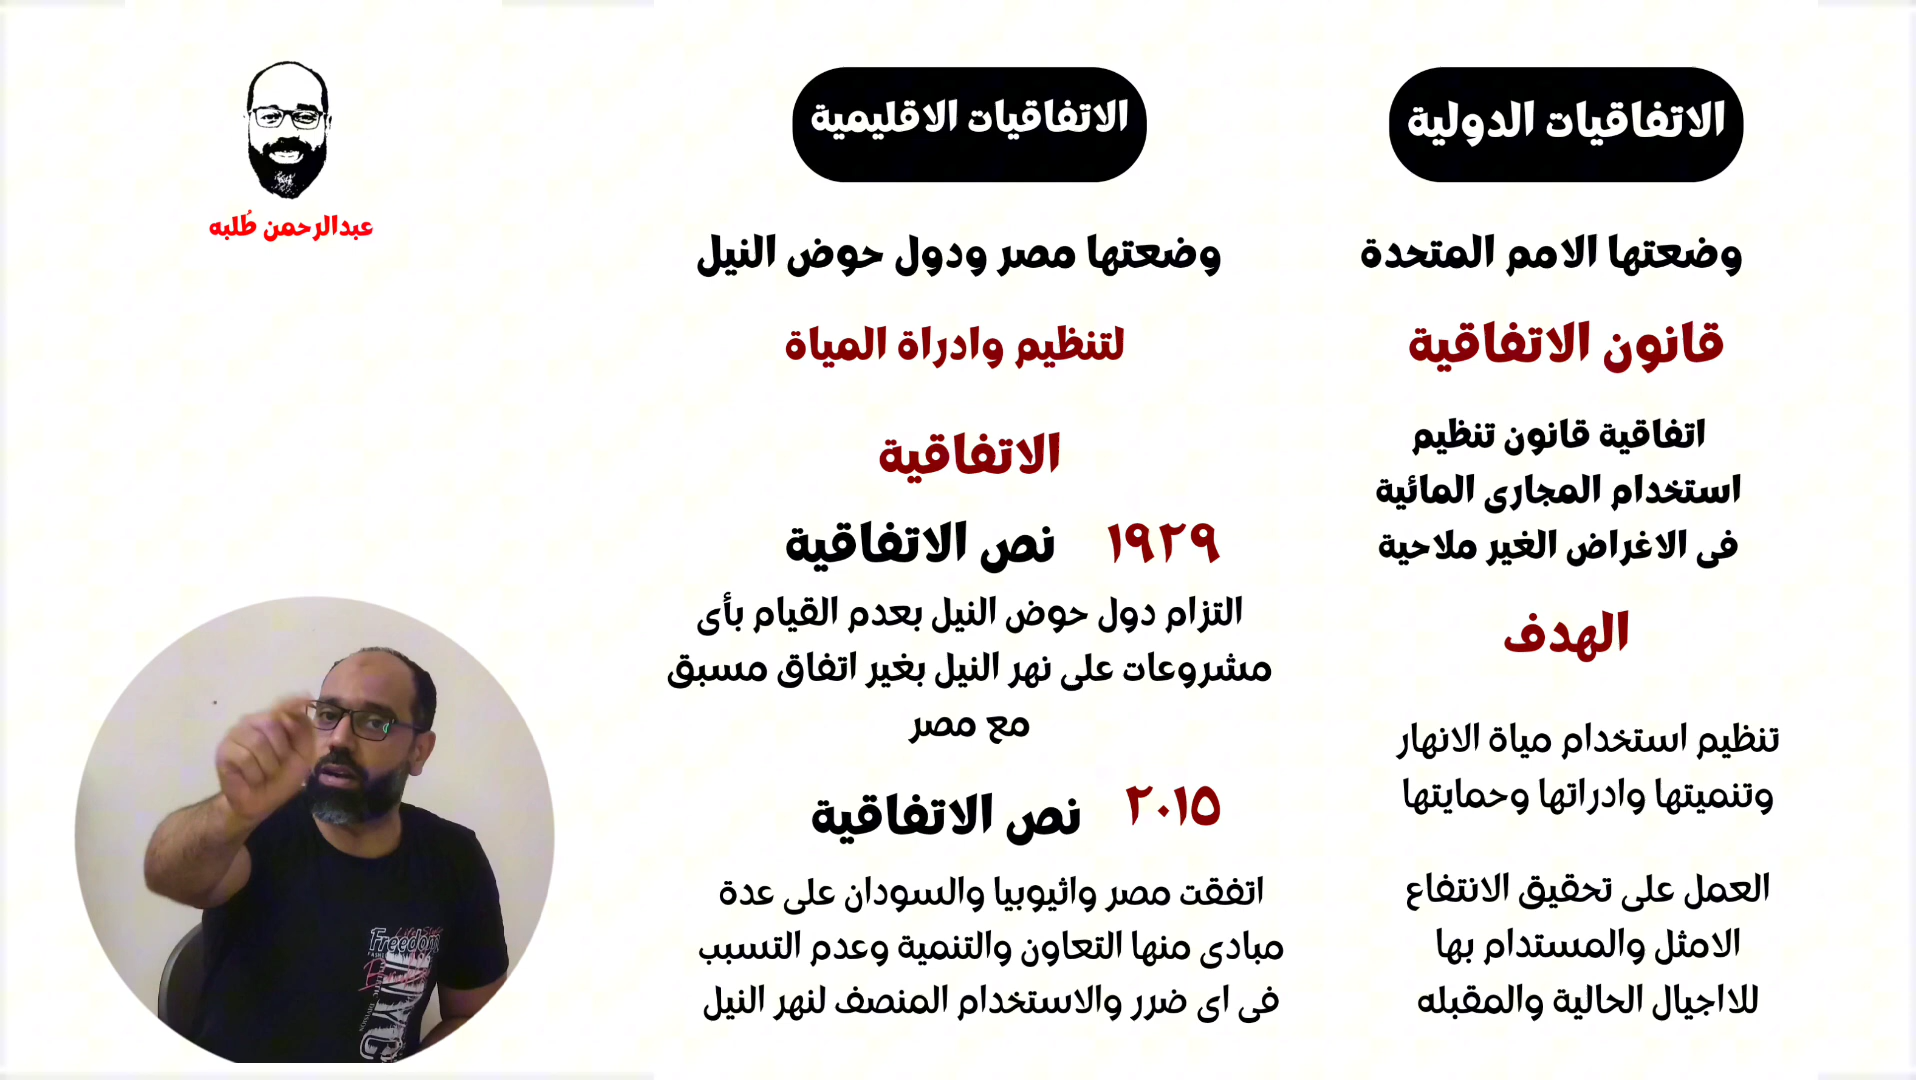 الاتفاقيات الدولية
وضعتها الامم المتحدة
قانون الاتفاقية
اتفاقية قانون تنظيم
استخدام المجارى المائية
فى الاغراض الغير ملاحية
الهدف
تنظيم استخدام مياة الانهار
وتنميتها وادراتها وحمايتها
العمل على تحقيق الانتفاع
الامثل والمستدام بها
للااجيال الحالية والمقبله
الاتفاقيات الاقليمية
وضعتها مصر ودول حوض النيل
لتنظيم وادراة المياة
الاتفاقية
١٩٢٩ نص الاتفاقية
التزام دول حوض النيل بعدم القيام بأى
مشروعات على نهر النيل بغير اتفاق مسبق
مع مصر
٢٠١٥ نص الاتفاقية
اتفقت مصر واثيوبيا والسودان على عدة
مبادى منها التعاون والتنمية وعدم التسبب
فى اى ضرر والاستخدام المنصف لنهر النيل
عبدالرحمن طُلبه
Freedom